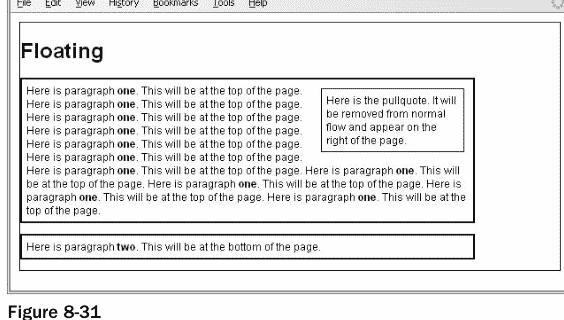 File Edit View History Bookmarks Tools Help
Floating
Here is paragraph one. This will be at the top of the page.
Here is paragraph one. This will be at the top of the page.
Here is paragraph one. This will be at the top of the page.
Here is paragraph one. This will be at the top of the page.
Here is paragraph one. This will be at the top of the page.
Here is paragraph one. This will be at the top of the page.
Here is paragraph one. This will be at the top of the page. Here is paragraph one. This will
be at the top of the page. Here is paragraph one. This will be at the top of the page. Here is
paragraph one. This will be at the top of the page. Here is paragraph one. This will be at the
top of the page.
Here is the pullquote. It will
be removed from normal
flow and appear on the
right of the page.
Here is paragraph two. This will be at the bottom of the page.
Figure 8-31